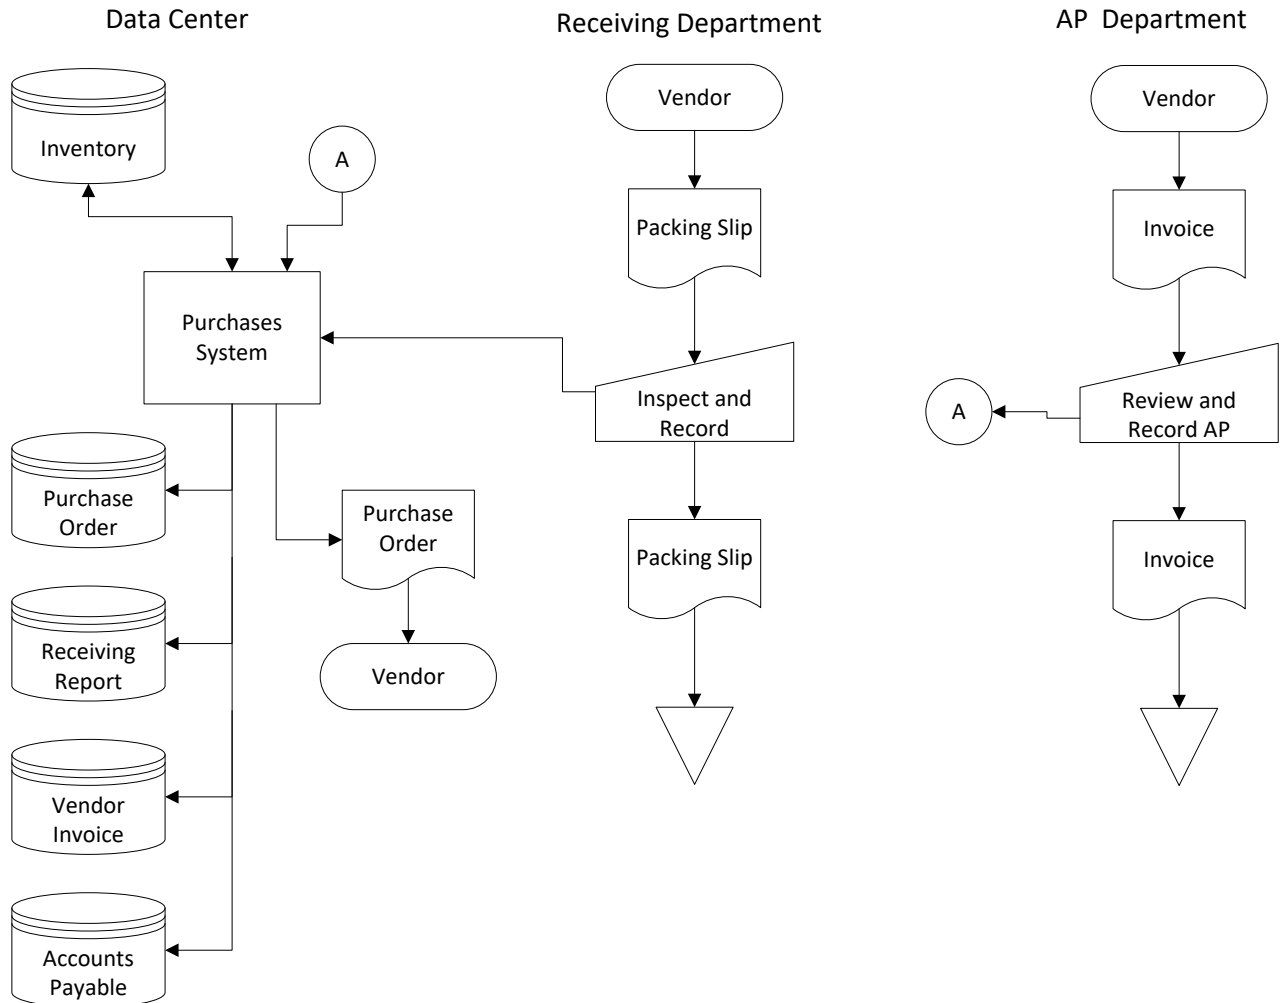 Data Center
Receiving Department
AP  Department
Inventory
A
Purchases
System
Purchase
Order
Receiving
Report
Vendor
Invoice
Accounts
Payable
Purchase
Order
Vendor
Vendor
Packing Slip
Inspect and
Record
Packing Slip
Vendor
Invoice
A
Review and
Record AP
Invoice